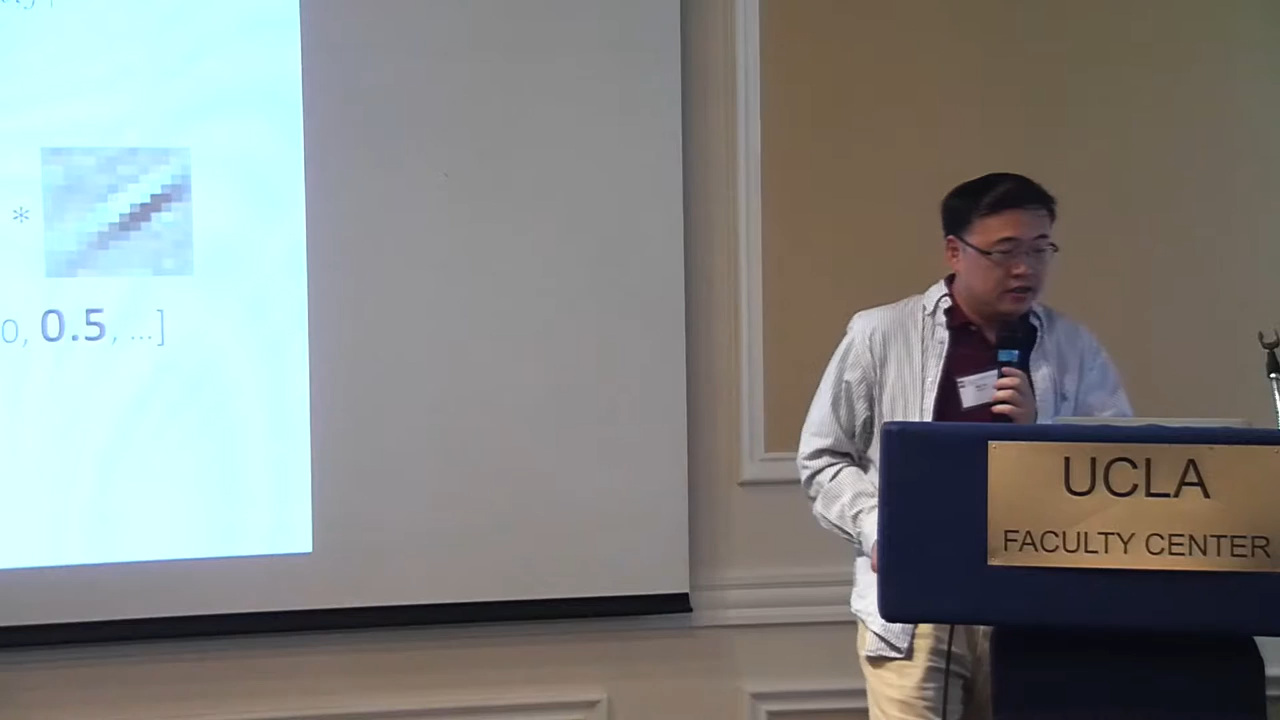 *
0, 0.5, ...]
UCLA
FACULTY CENTER